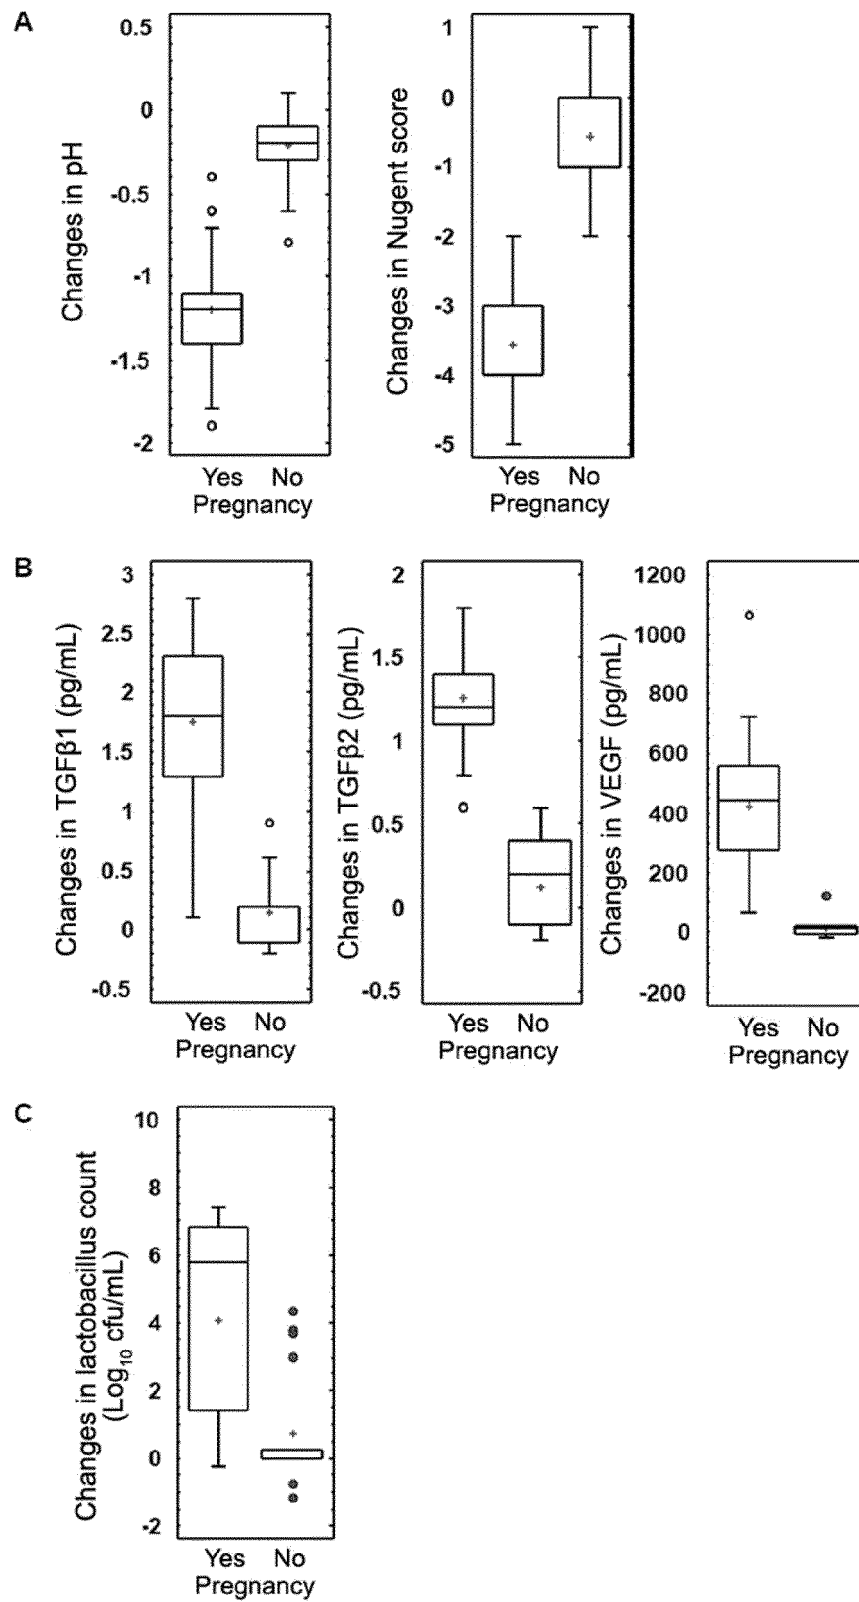 A
Changes in pH
0.5
0
-0.5
-1
-1.5
-2
Yes No
Pregnancy
Changes in Nugent score
1
0
-1
-2
-3
-4
-5
Yes No
Pregnancy
B
Changes in TGFβ1 (pg/mL)
3
2.5
2
1.5
1
0.5
0
-0.5
Yes No
Pregnancy
Changes in TGFβ2 (pg/mL)
2
1.5
1
0.5
0
-0.5
Yes No
Pregnancy
Changes in VEGF (pg/mL)
1200
1000
800
600
400
200
0
-200
Yes No
Pregnancy
C
Changes in lactobacillus count
(Log10 cfu/mL)
10
8
6
4
2
0
-2
Yes No
Pregnancy